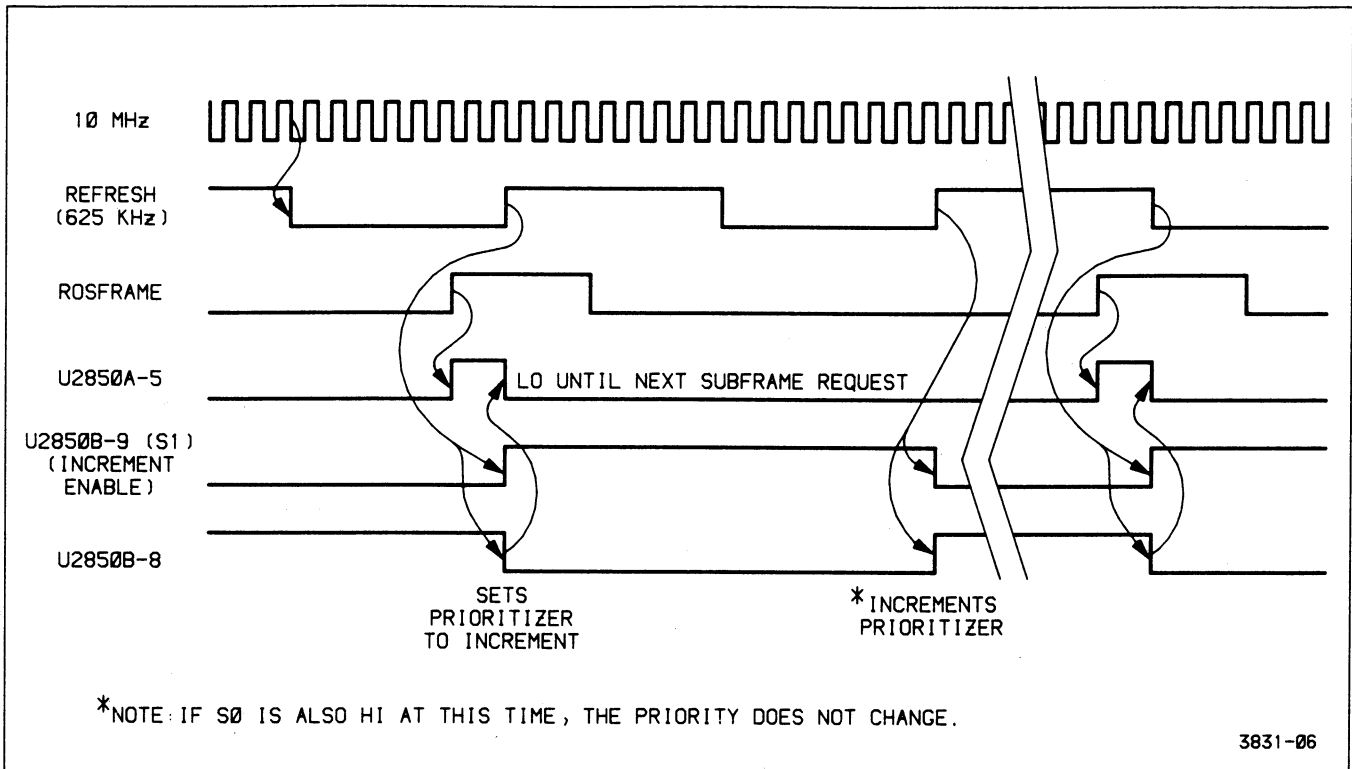 10 MHz
REFRESH
(625 KHz)
ROSFRAME
U2850A-5
LO UNTIL NEXT SUBFRAME REQUEST
U2850B-9 (S1)
(INCREMENT
ENABLE)
U2850B-8
SETS
PRIORITIZER
TO INCREMENT
*INCREMENTS
PRIORITIZER
*NOTE: IF S0 IS ALSO HI AT THIS TIME, THE PRIORITY DOES NOT CHANGE.
3831-06